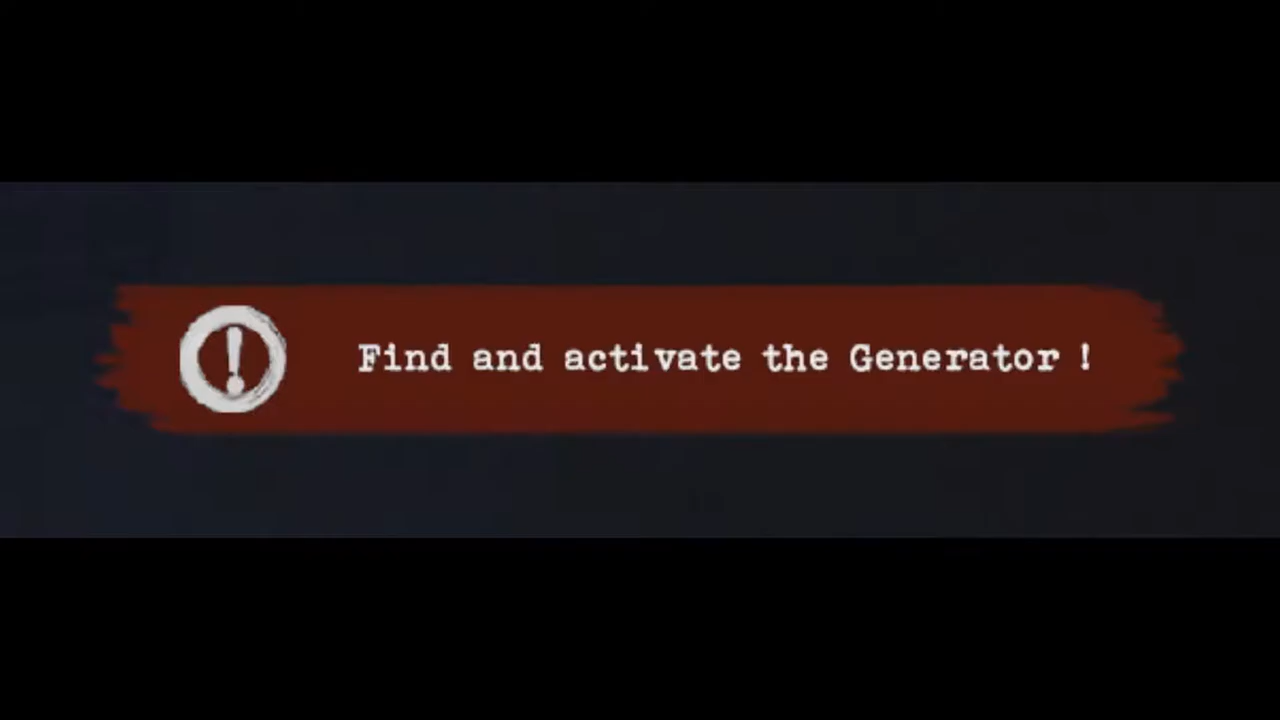 Find and activate the Generator !